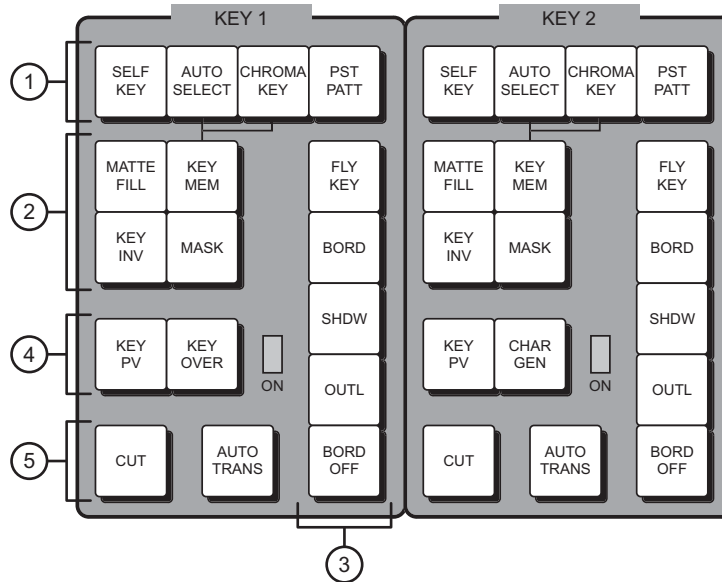 KEY 1
KEY 2
1
SELF
KEY
AUTO
SELECT
CHROMA
KEY
PST
PATT
SELF
KEY
AUTO
SELECT
CHROMA
KEY
PST
PATT
2
MATTE
FILL
KEY
MEM
FLY
KEY
MATTE
FILL
KEY
MEM
FLY
KEY
KEY
INV
MASK
BORD
KEY
INV
MASK
BORD
SHDW
SHDW
4
KEY
PV
KEY
OVER
ON
OUTL
KEY
PV
CHAR
GEN
ON
OUTL
5
CUT
AUTO
TRANS
BORD
OFF
CUT
AUTO
TRANS
BORD
OFF
3